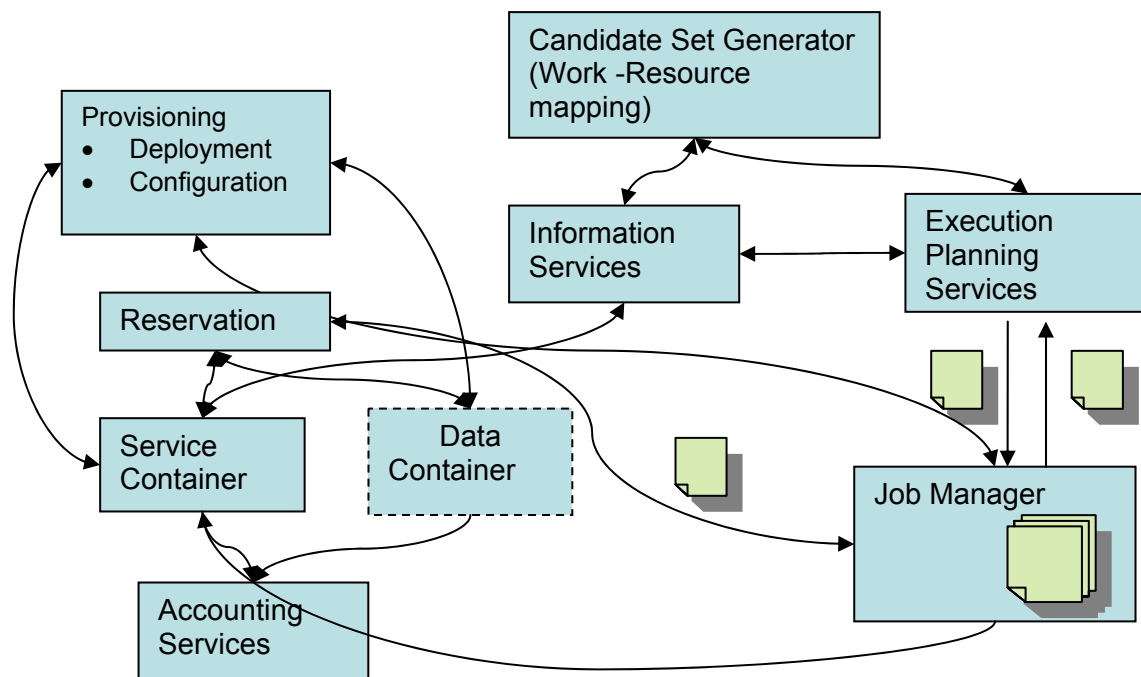 Candidate Set Generator
(Work -Resource
mapping)
Provisioning
• Deployment
• Configuration
Information
Services
Execution
Planning
Services
Reservation
Service
Container
Data
Container
Job Manager
Accounting
Services